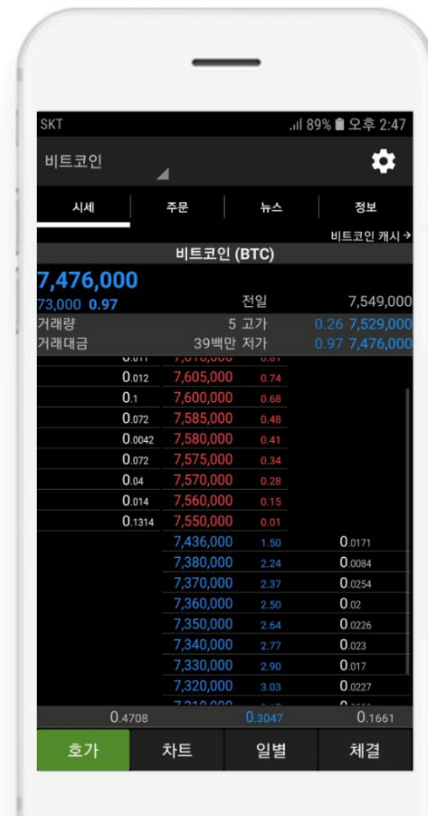 SKT 89% 오후 2:47
비트코인
시세 주문 뉴스 정보
비트코인 캐시→
비트코인 (BTC)
7,476,000
73,000 0.97 전일 7,549,000
거래량 5 고가 0.26 7,529,000
거래대금 39백만 저가 0.97 7,476,000
0.012 7,605,000 0.74
0.1 7,600,000 0.68
0.072 7,585,000 0.48
0.0042 7,580,000 0.41
0.072 7,575,000 0.34
0.04 7,570,000 0.28
0.014 7,560,000 0.15
0.1314 7,550,000 0.01
7,436,000 1.50 0.0171
7,380,000 2.24 0.0084
7,370,000 2.37 0.0254
7,360,000 2.50 0.02
7,350,000 2.64 0.0226
7,340,000 2.77 0.023
7,330,000 2.90 0.017
7,320,000 3.03 0.0227
0.4708 0.3047 0.1661
호가 차트 일별 체결